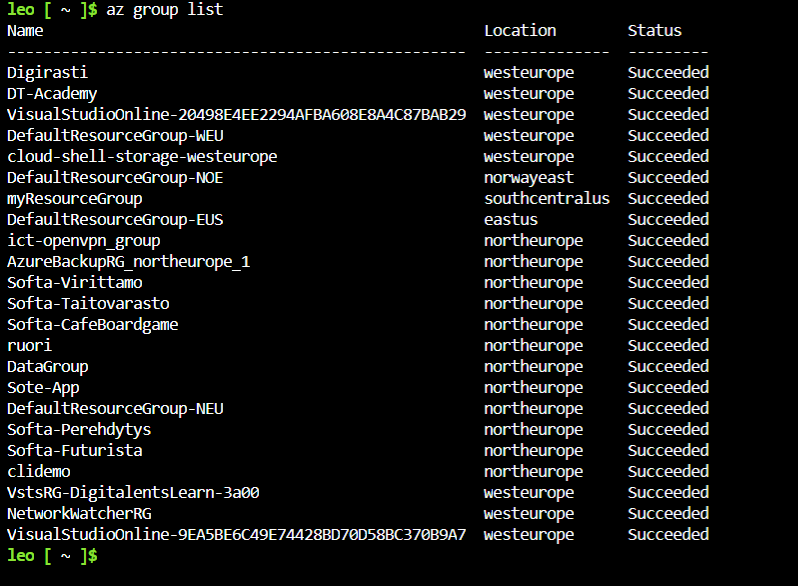 leo [ ~ ]$ az group list
Name Location Status
--------------------------------------------------- -------------- ---------
Digirasti westeurope Succeeded
DT-Academy westeurope Succeeded
VisualStudioOnline-20498E4EE2294AFBA608E8A4C87BAB29 westeurope Succeeded
DefaultResourceGroup-WEU westeurope Succeeded
cloud-shell-storage-westeurope westeurope Succeeded
DefaultResourceGroup-NOE norwayeast Succeeded
myResourceGroup southcentralus Succeeded
DefaultResourceGroup-EUS eastus Succeeded
ict-openvpn_group northeurope Succeeded
AzureBackupRG_northeurope_1 northeurope Succeeded
Softa-Virittamo northeurope Succeeded
Softa-Taitovarasto northeurope Succeeded
Softa-CafeBoardgame northeurope Succeeded
ruori northeurope Succeeded
DataGroup northeurope Succeeded
Sote-App northeurope Succeeded
DefaultResourceGroup-NEU northeurope Succeeded
Softa-Perehdytys northeurope Succeeded
Softa-Futurista northeurope Succeeded
clidemo northeurope Succeeded
VstsRG-DigitalentsLearn-3a00 westeurope Succeeded
NetworkWatcherRG westeurope Succeeded
VisualStudioOnline-9EA5BE6C49E74428BD70D58BC370B9A7 westeurope Succeeded
leo [ ~ ]$